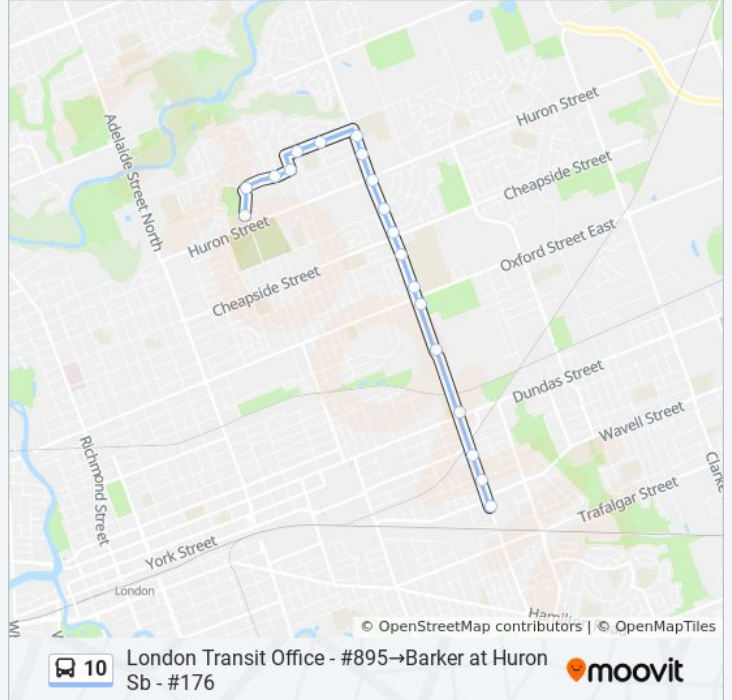 Huron Street
Adelaide Street North
Cheapside Street
Huron Street
Oxford Street East
Cheapside Street
Dundas Street
Wavell Street
Richmond Street
Clarke
Trafalgar Street
York Street
London
© OpenStreetMap contributors | © OpenMapTiles
10
London Transit Office - #895→Barker at Huron
Sb - #176
moovit